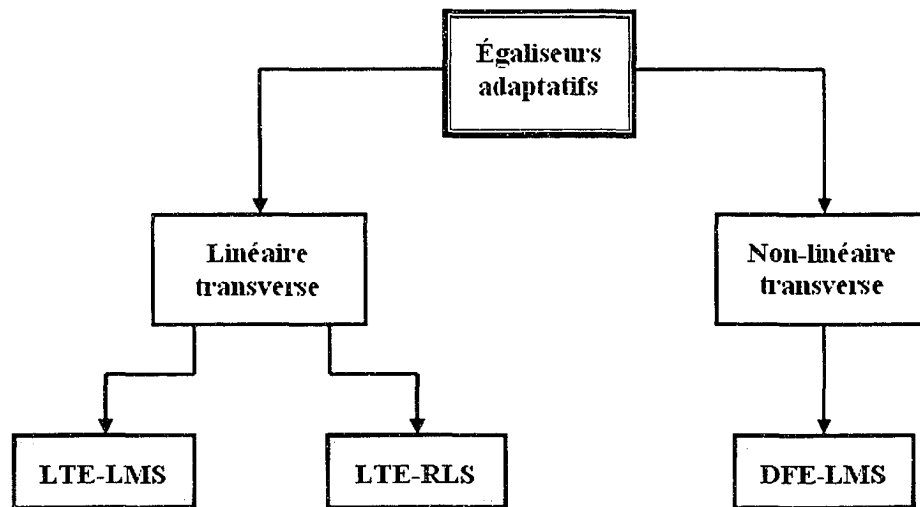 Égaliseurs
adaptatifs
Linéaire
transverse
Non-linéaire
transverse
LTE-LMS
LTE-RLS
DFE-LMS